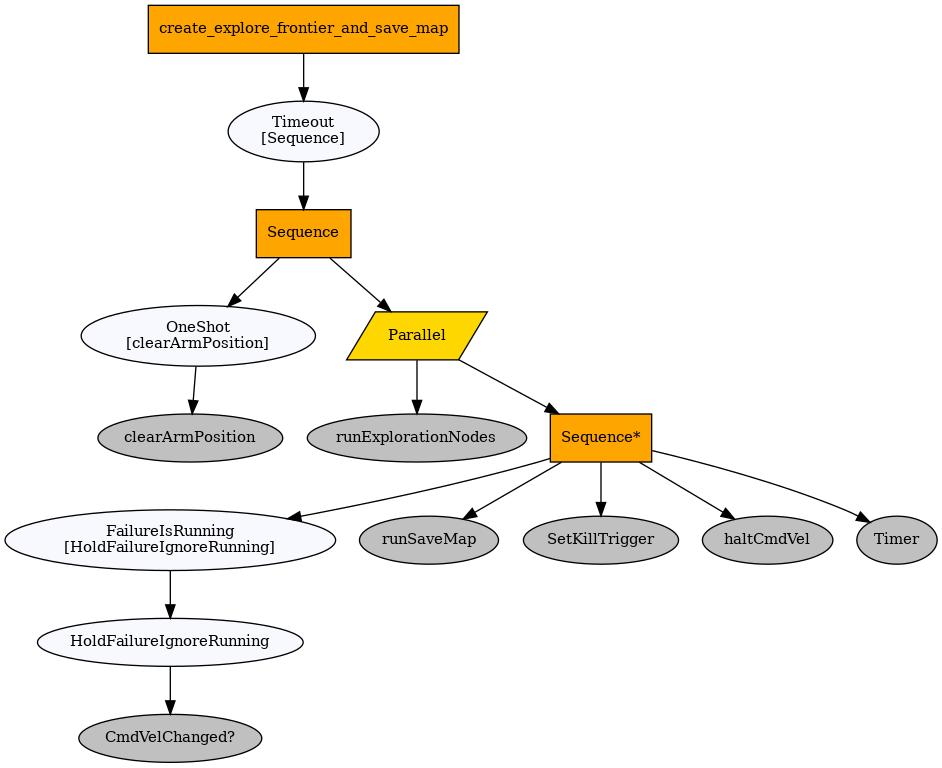 create_explore_frontier_and_save_map
Timeout
[Sequence]
Sequence
OneShot
[clearArmPosition]
Parallel
clearArmPosition
runExplorationNodes
Sequence*
FailureIsRunning
[HoldFailureIgnoreRunning]
runSaveMap
SetKillTrigger
haltCmdVel
Timer
HoldFailureIgnoreRunning
CmdVelChanged?